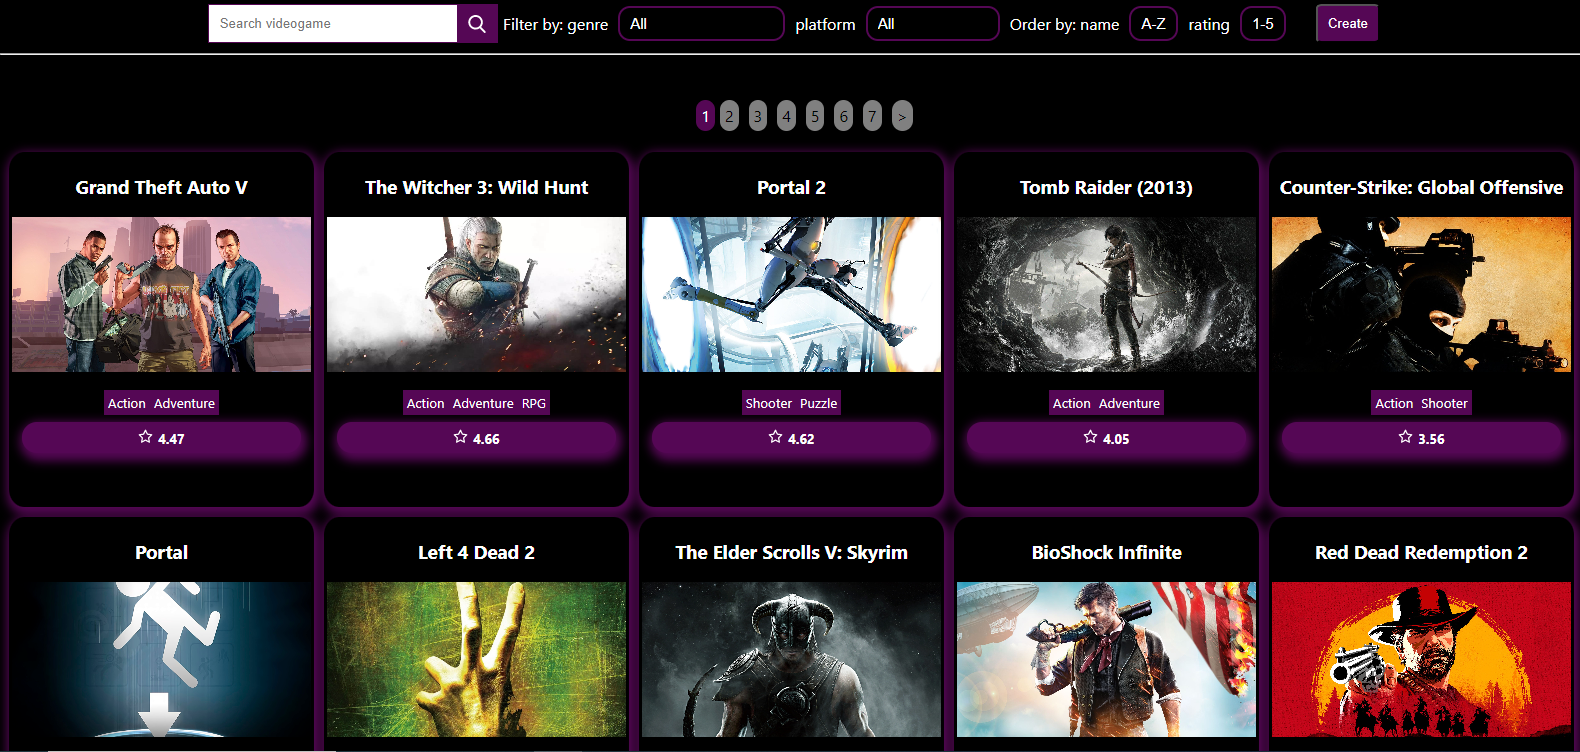 Search videogame Filter by: genre All platform All Order by: name A-Z rating 1-5 Create
1 2 3 4 5 6 7 >
Grand Theft Auto V
Action Adventure
4.47
The Witcher 3: Wild Hunt
Action Adventure RPG
4.66
Portal 2
Shooter Puzzle
4.62
Tomb Raider (2013)
Action Adventure
4.05
Counter-Strike: Global Offensive
Action Shooter
3.56
Portal
Left 4 Dead 2
The Elder Scrolls V: Skyrim
BioShock Infinite
Red Dead Redemption 2